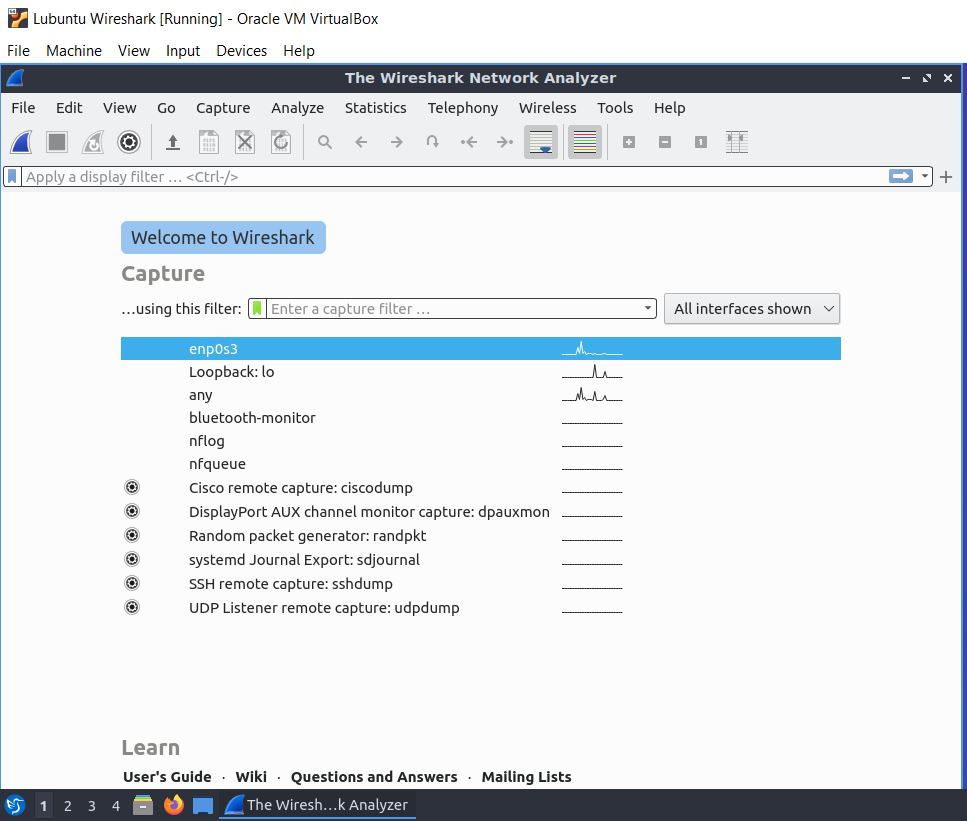 Lubuntu Wireshark [Running] - Oracle VM VirtualBox
File Machine View Input Devices Help
The Wireshark Network Analyzer
File Edit View Go Capture Analyze Statistics Telephony Wireless Tools Help
Apply a display filter … <Ctrl-/>
Welcome to Wireshark
Capture
…using this filter: Enter a capture filter … All interfaces shown
enp0s3
Loopback: lo
any
bluetooth-monitor
nflog
nfqueue
Cisco remote capture: ciscodump
DisplayPort AUX channel monitor capture: dpauxmon
Random packet generator: randpkt
systemd Journal Export: sdjournal
SSH remote capture: sshdump
UDP Listener remote capture: udpdump
Learn
User's Guide · Wiki · Questions and Answers · Mailing Lists
1 2 3 4 The Wiresh…k Analyzer